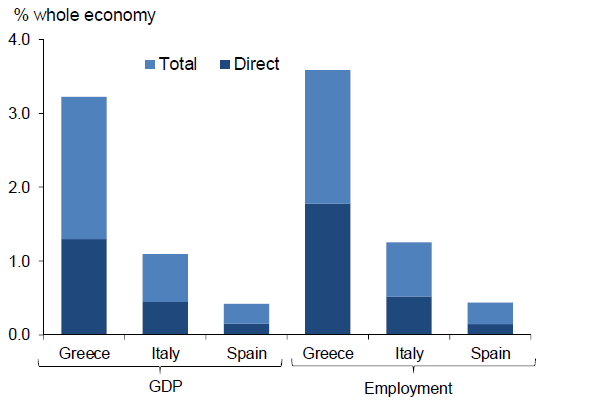 % whole economy
4.0
Total Direct
3.0
2.0
1.0
0.0
Greece Italy Spain Greece Italy Spain
GDP Employment